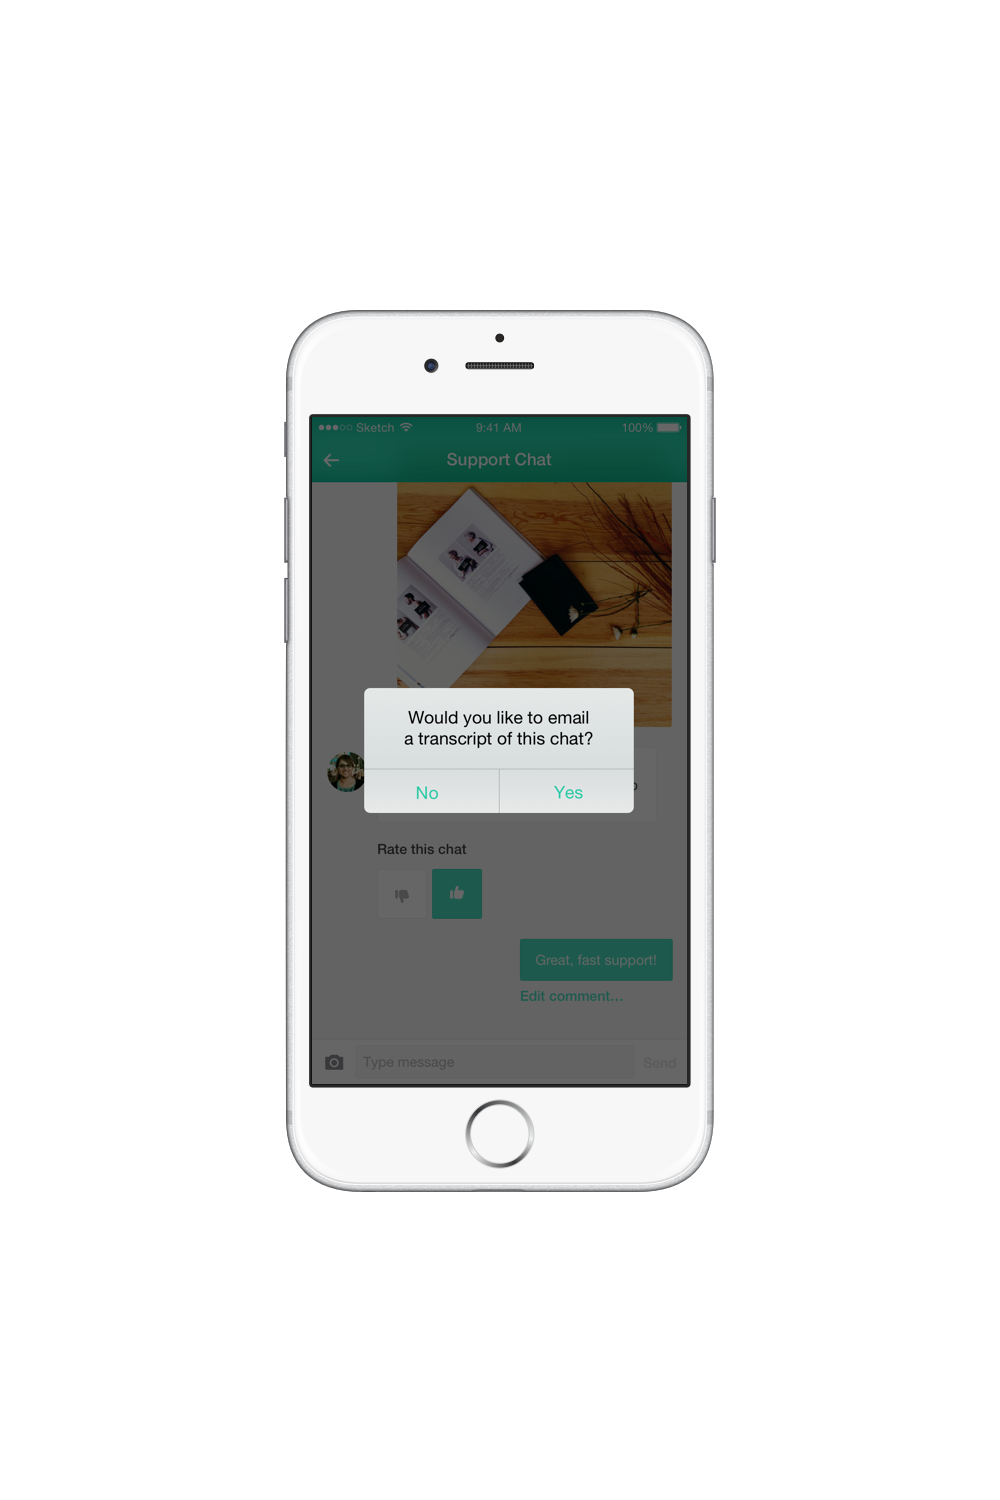 Sketch 9:41 AM 100%
Support Chat
Would you like to email
a transcript of this chat?
No Yes
Rate this chat
Great, fast support!
Edit comment...
Type message Send